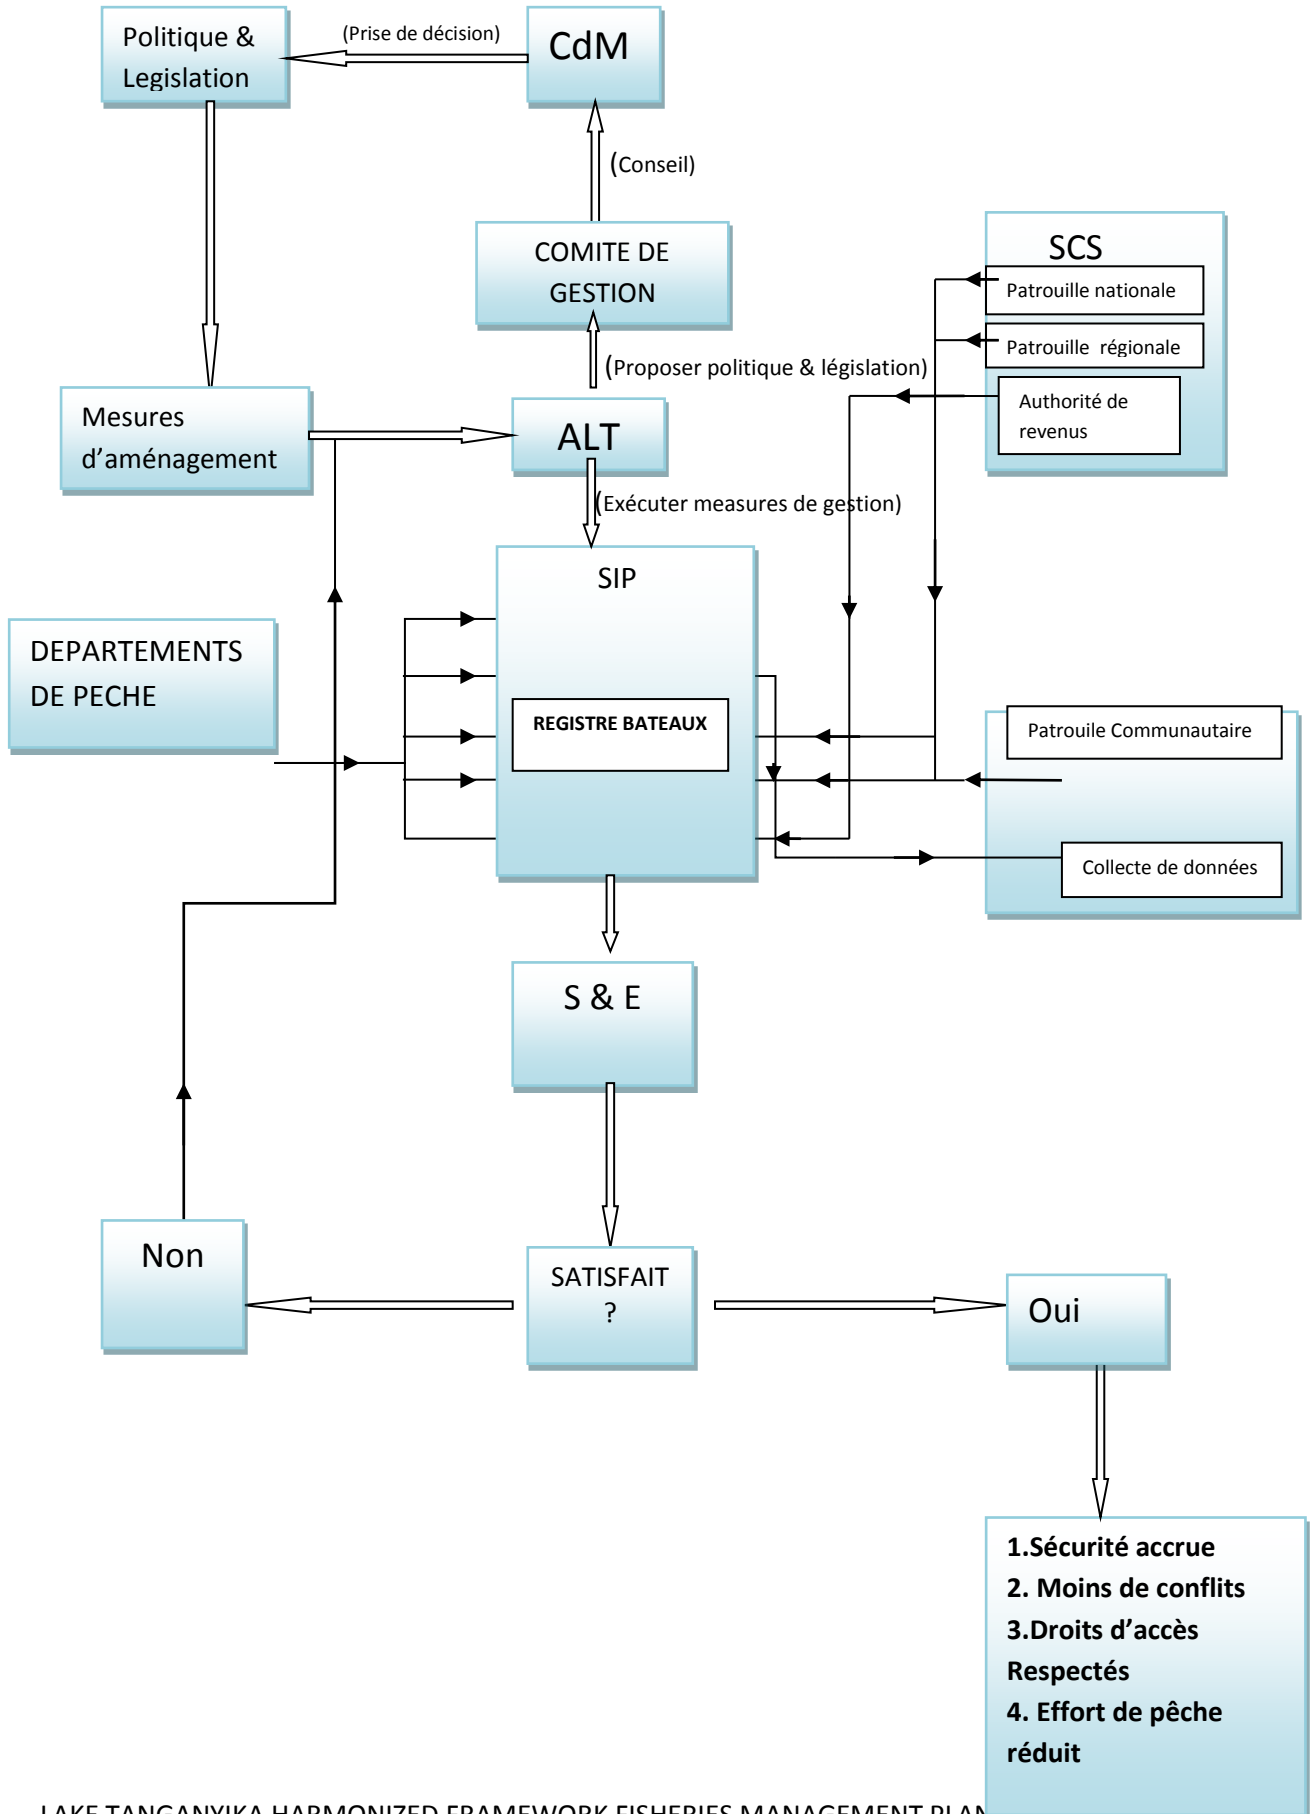 Politique &
Legislation
(Prise de décision)
CdM
(Conseil)
COMITE DE
GESTION
SCS
Patrouille nationale
Patrouille régionale
Authorité de
revenus
(Proposer politique & législation)
Mesures
d’aménagement
ALT
(Exécuter measures de gestion)
SIP
DEPARTEMENTS
DE PECHE
REGISTRE BATEAUX
Patrouile Communautaire
Collecte de données
S & E
Non
SATISFAIT
?
Oui
1.Sécurité accrue
2. Moins de conflits
3.Droits d’accès
Respectés
4. Effort de pêche
réduit
LAKE TANGANYIKA HARMONIZED FRAMEWORK FISHERIES MANAGEMENT PLAN